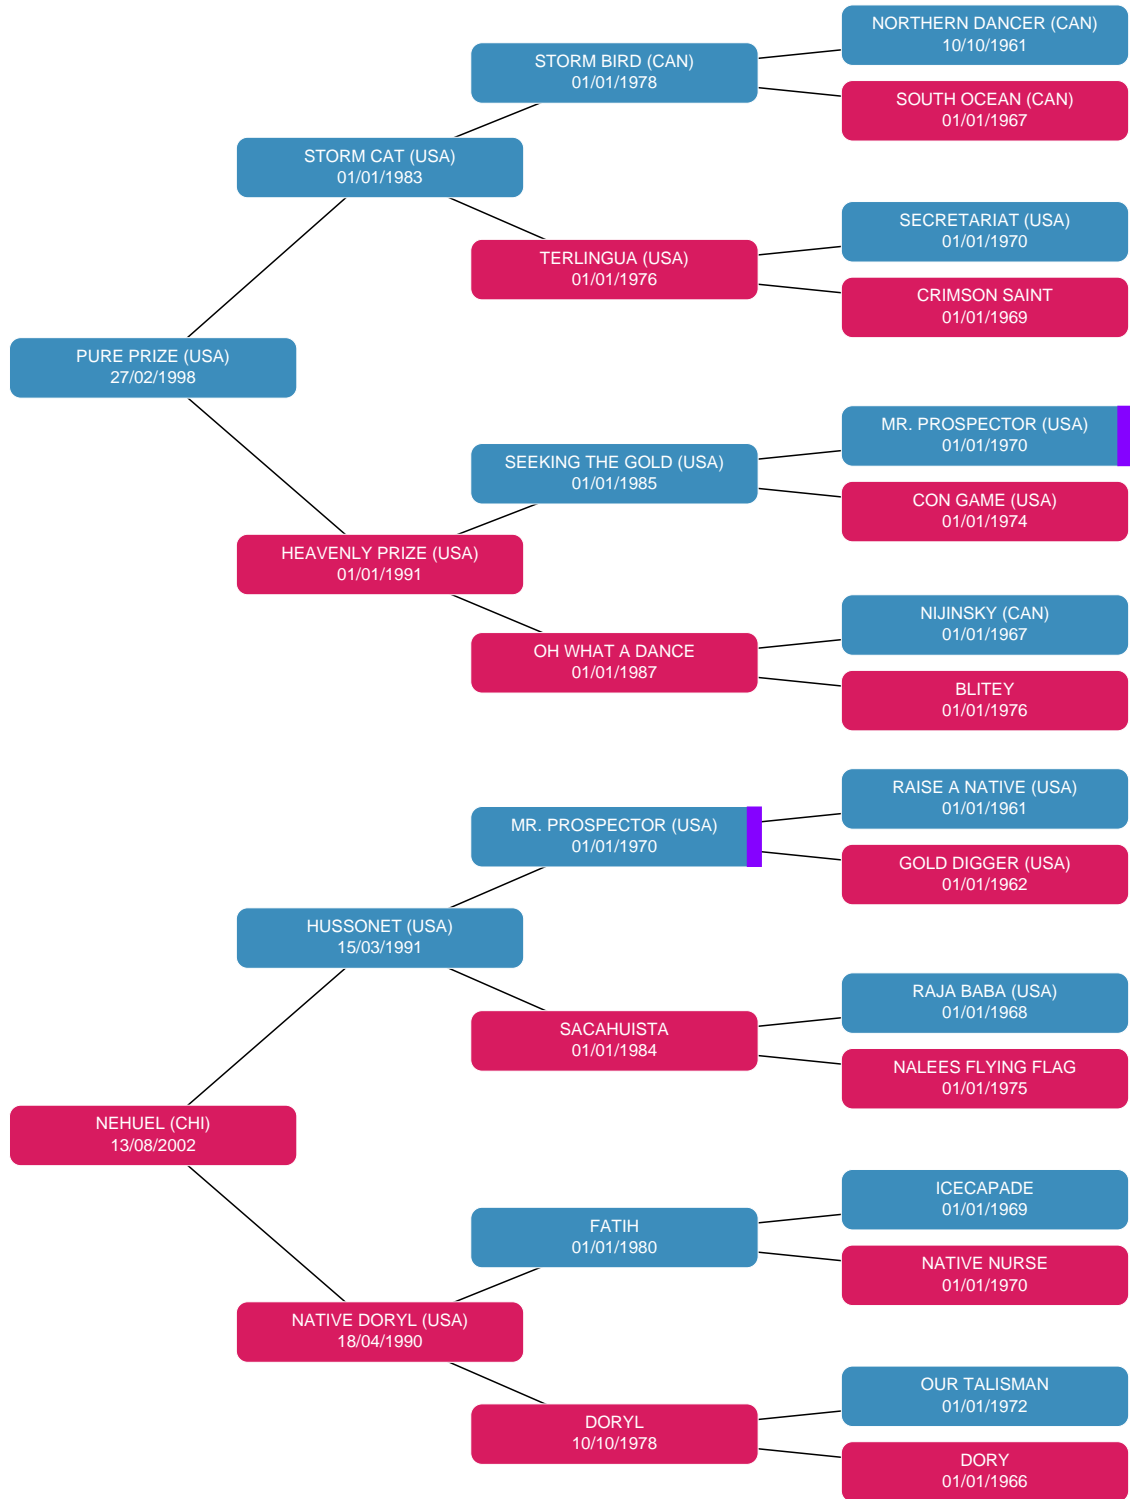 NORTHERN DANCER (CAN)
10/10/1961
STORM BIRD (CAN)
01/01/1978
SOUTH OCEAN (CAN)
01/01/1967
STORM CAT (USA)
01/01/1983
SECRETARIAT (USA)
01/01/1970
TERLINGUA (USA)
01/01/1976
CRIMSON SAINT
01/01/1969
PURE PRIZE (USA)
27/02/1998
MR. PROSPECTOR (USA)
01/01/1970
SEEKING THE GOLD (USA)
01/01/1985
CON GAME (USA)
01/01/1974
HEAVENLY PRIZE (USA)
01/01/1991
NIJINSKY (CAN)
01/01/1967
OH WHAT A DANCE
01/01/1987
BLITEY
01/01/1976
RAISE A NATIVE (USA)
01/01/1961
MR. PROSPECTOR (USA)
01/01/1970
GOLD DIGGER (USA)
01/01/1962
HUSSONET (USA)
15/03/1991
RAJA BABA (USA)
01/01/1968
SACAHUISTA
01/01/1984
NALEES FLYING FLAG
01/01/1975
NEHUEL (CHI)
13/08/2002
ICECAPADE
01/01/1969
FATIH
01/01/1980
NATIVE NURSE
01/01/1970
NATIVE DORYL (USA)
18/04/1990
OUR TALISMAN
01/01/1972
DORYL
10/10/1978
DORY
01/01/1966